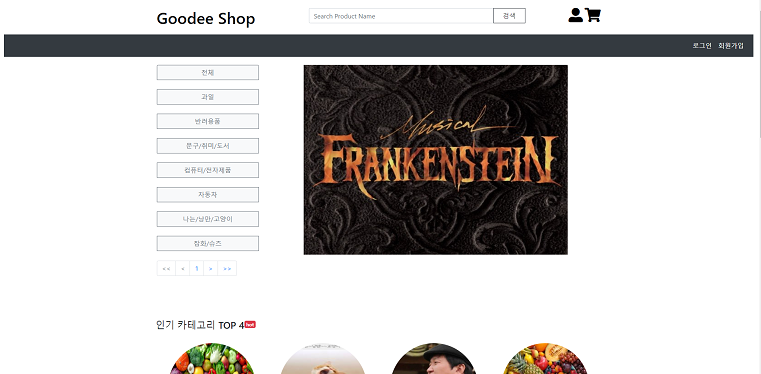 Goodee Shop
Search Product Name
검색
로그인 회원가입
전체
과일
반려용품
문구/취미/도서
컴퓨터/전자제품
자동차
나는/낭만/고양이
잡화/슈즈
<< < 1 > >>
Musical
FRANKENSTEIN
인기 카테고리 TOP 4 hot